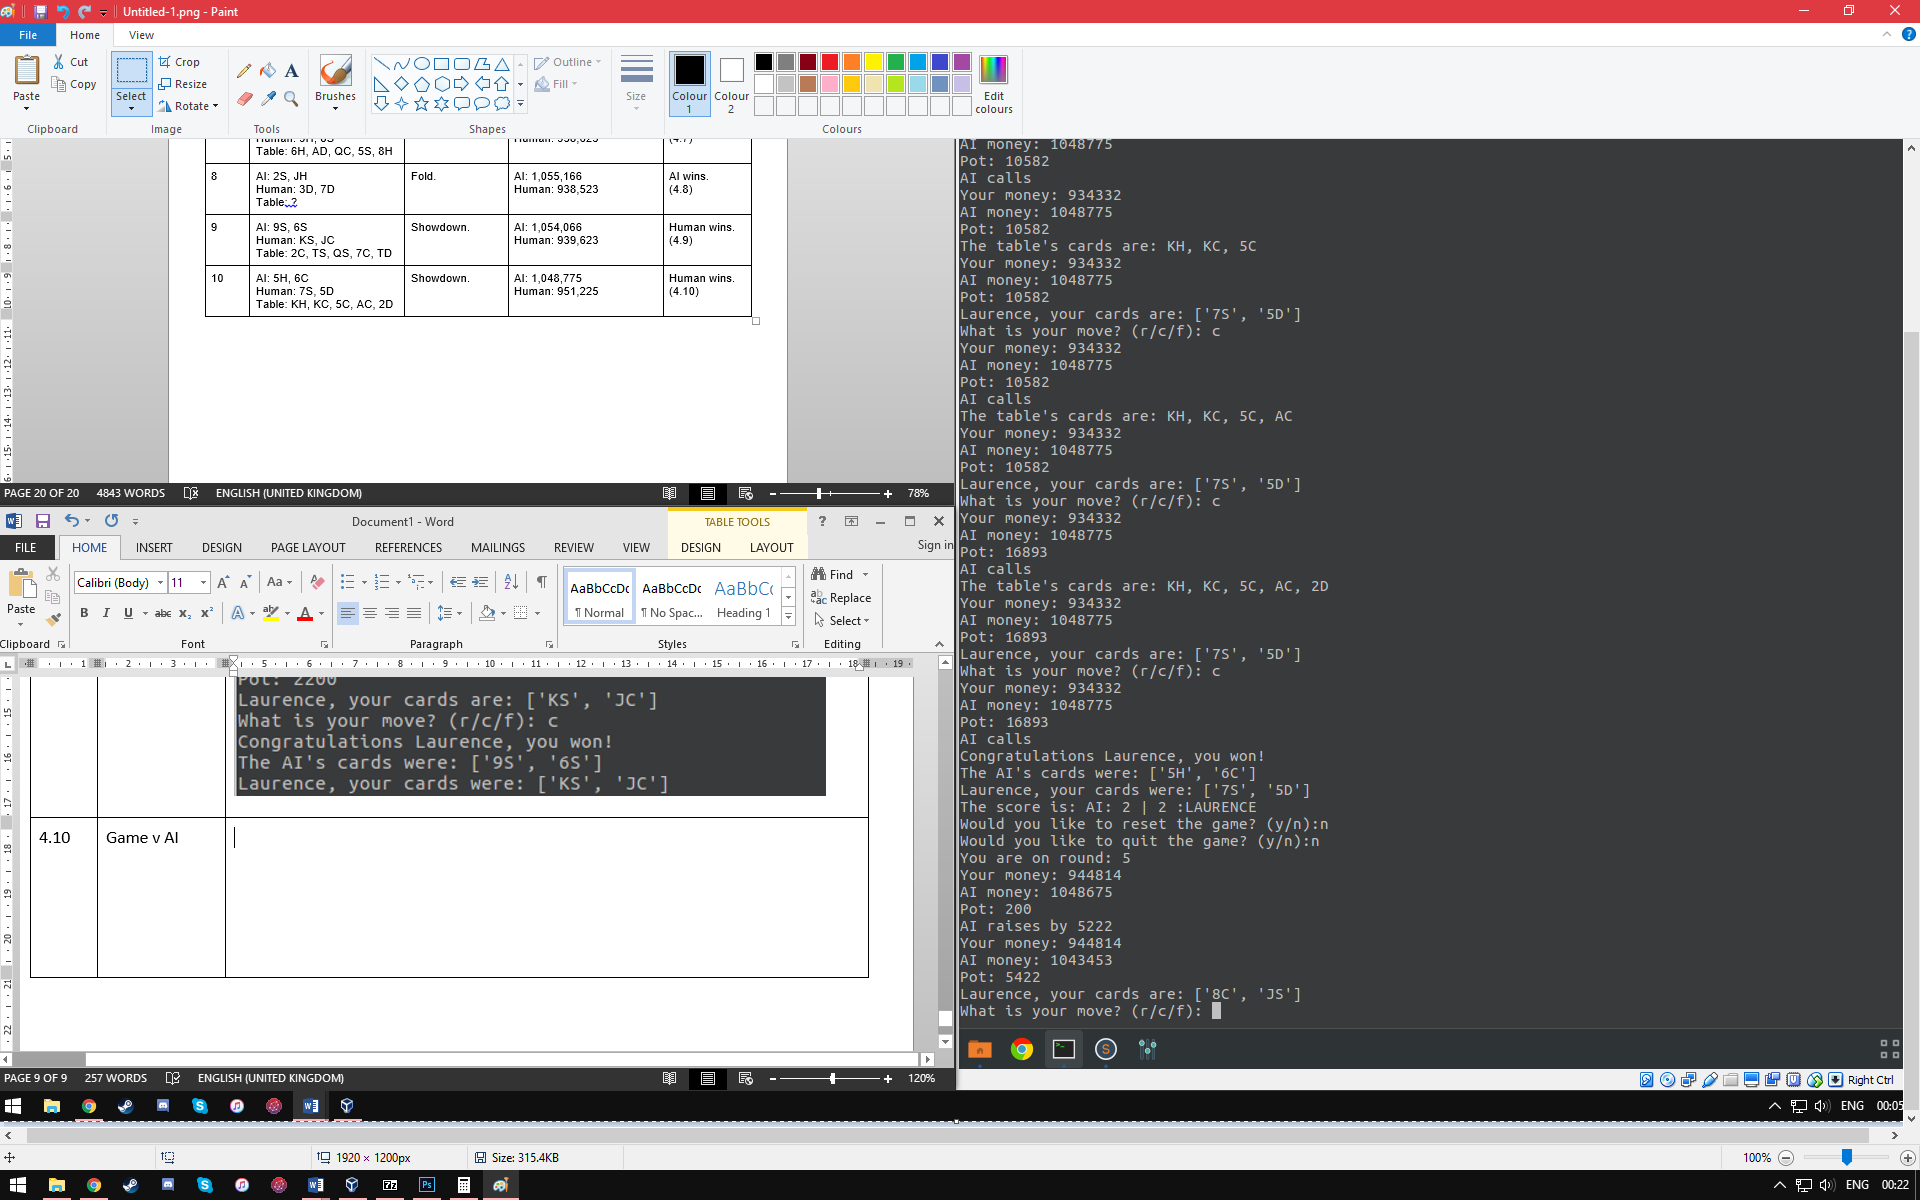 Untitled-1.png - Paint
File Home View
Paste
Cut
Copy
Clipboard
Select
Crop
Resize
Rotate
Image
Tools
Brushes
Shapes
Outline
Fill
Size
Colour 1
Colour 2
Edit colours
Colours
Table: 6H, AD, QC, 5S, 8H
8
AI: 2S, JH
Human: 3D, 7D
Table: ?
Fold.
AI: 1,055,166
Human: 938,523
AI wins.
(4.8)
9
AI: 9S, 6S
Human: KS, JC
Table: 2C, TS, QS, 7C, TD
Showdown.
AI: 1,054,066
Human: 939,623
Human wins.
(4.9)
10
AI: 5H, 6C
Human: 7S, 5D
Table: KH, KC, 5C, AC, 2D
Showdown.
AI: 1,048,775
Human: 951,225
Human wins.
(4.10)
PAGE 20 OF 20 4843 WORDS ENGLISH (UNITED KINGDOM) 78%
Document1 - Word
TABLE TOOLS
FILE HOME INSERT DESIGN PAGE LAYOUT REFERENCES MAILINGS REVIEW VIEW DESIGN LAYOUT Sign in
Paste
Clipboard
Calibri (Body) 11
Font
Paragraph
AaBbCcDc AaBbCcDc AaBbCc
¶ Normal ¶ No Spac... Heading 1
Styles
Find
Replace
Select
Editing
Pot: 2200
Laurence, your cards are: ['KS', 'JC']
What is your move? (r/c/f): c
Congratulations Laurence, you won!
The AI's cards were: ['9S', '6S']
Laurence, your cards were: ['KS', 'JC']
4.10 Game v AI
PAGE 9 OF 9 257 WORDS ENGLISH (UNITED KINGDOM) 120%
AI money: 1048775
Pot: 10582
AI calls
Your money: 934332
AI money: 1048775
Pot: 10582
The table's cards are: KH, KC, 5C
Your money: 934332
AI money: 1048775
Pot: 10582
Laurence, your cards are: ['7S', '5D']
What is your move? (r/c/f): c
Your money: 934332
AI money: 1048775
Pot: 10582
AI calls
The table's cards are: KH, KC, 5C, AC
Your money: 934332
AI money: 1048775
Pot: 10582
Laurence, your cards are: ['7S', '5D']
What is your move? (r/c/f): c
Your money: 934332
AI money: 1048775
Pot: 16893
AI calls
The table's cards are: KH, KC, 5C, AC, 2D
Your money: 934332
AI money: 1048775
Pot: 16893
Laurence, your cards are: ['7S', '5D']
What is your move? (r/c/f): c
Your money: 934332
AI money: 1048775
Pot: 16893
AI calls
Congratulations Laurence, you won!
The AI's cards were: ['5H', '6C']
Laurence, your cards were: ['7S', '5D']
The score is: AI: 2 | 2 :LAURENCE
Would you like to reset the game? (y/n):n
Would you like to quit the game? (y/n):n
You are on round: 5
Your money: 944814
AI money: 1048675
Pot: 200
AI raises by 5222
Your money: 944814
AI money: 1043453
Pot: 5422
Laurence, your cards are: ['8C', 'JS']
What is your move? (r/c/f):
Right Ctrl
ENG 00:05
1920 × 1200px Size: 315.4KB 100%
ENG 00:22